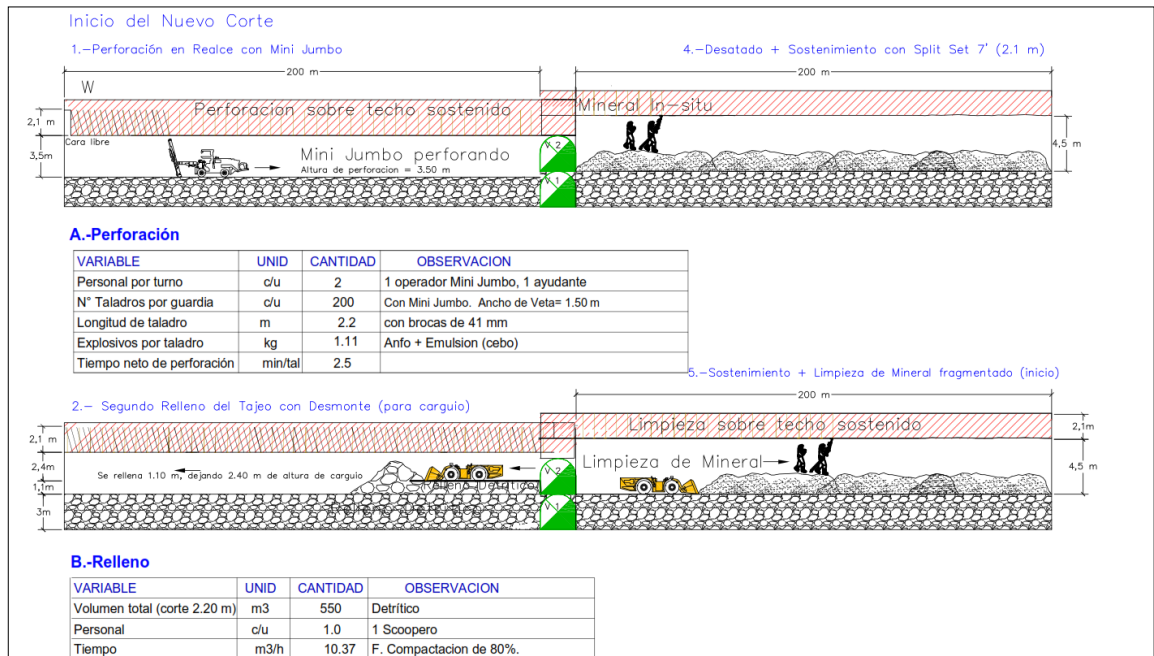 Inicio del Nuevo Corte
1.-Perforación en Realce con Mini Jumbo
4.-Desatado + Sostenimiento con Split Set 7' (2.1 m)
200 m
200 m
W
Perforacion sobre techo sostenido
Mineral In-situ
2,1 m
Cara libre
3,5m
Mini Jumbo perforando
Altura de perforacion = 3.50 m
V 2
4,5 m
V 1
A.-Perforación
VARIABLE UNID CANTIDAD OBSERVACION
Personal por turno c/u 2 1 operador Mini Jumbo, 1 ayudante
N° Taladros por guardia c/u 200 Con Mini Jumbo. Ancho de Veta= 1.50 m
Longitud de taladro m 2.2 con brocas de 41 mm
Explosivos por taladro kg 1.11 Anfo + Emulsion (cebo)
Tiempo neto de perforación min/tal 2.5
5.-Sostenimiento + Limpieza de Mineral fragmentado (inicio)
200 m
2.- Segundo Relleno del Tajeo con Desmonte (para carguio)
2,1 m
Limpieza sobre techo sostenido
2,1m
2,4m
Se rellena 1.10 m, dejando 2.40 m de altura de carguio
V 2
Limpieza de Mineral
4,5 m
1,1m
Relleno Detritico
3m
Relleno Detritico
V 1
B.-Relleno
VARIABLE UNID CANTIDAD OBSERVACION
Volumen total (corte 2.20 m) m3 550 Detrítico
Personal c/u 1.0 1 Scoopero
Tiempo m3/h 10.37 F. Compactacion de 80%.